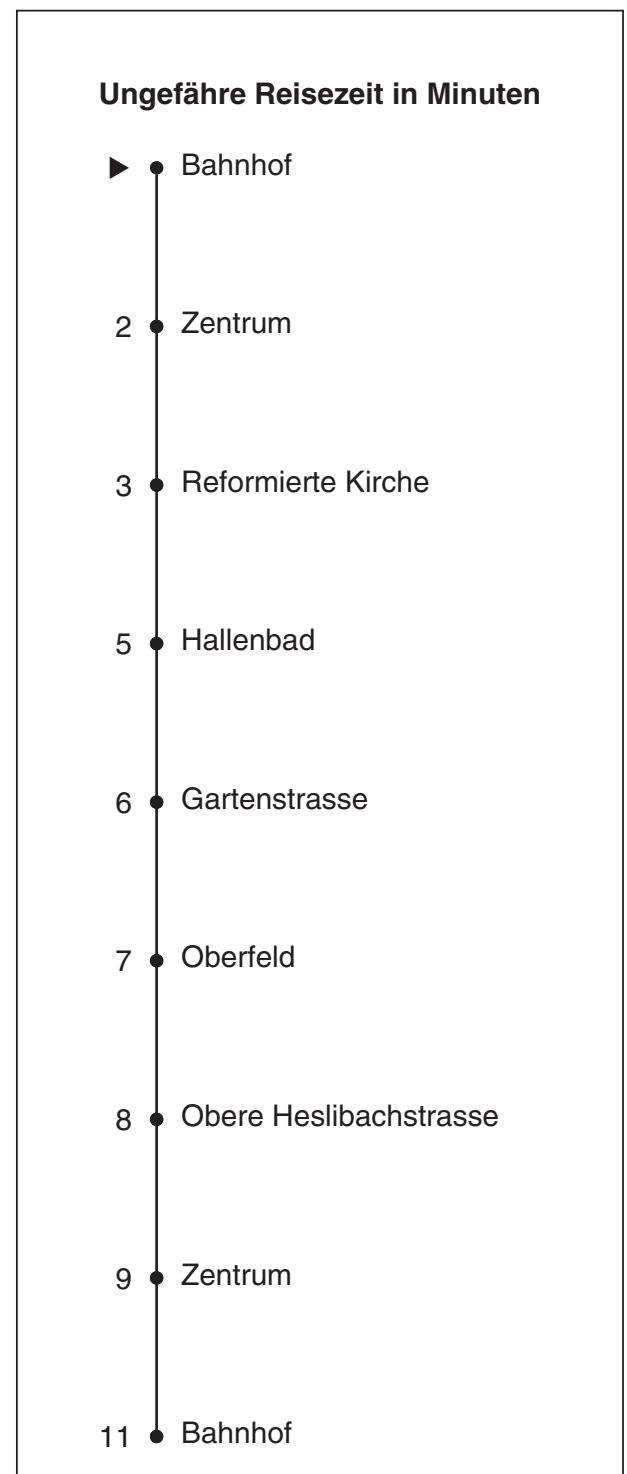 Ungefähre Reisezeit in Minuten
Bahnhof
2 Zentrum
3 Reformierte Kirche
5 Hallenbad
6 Gartenstrasse
7 Oberfeld
8 Obere Heslibachstrasse
9 Zentrum
11 Bahnhof